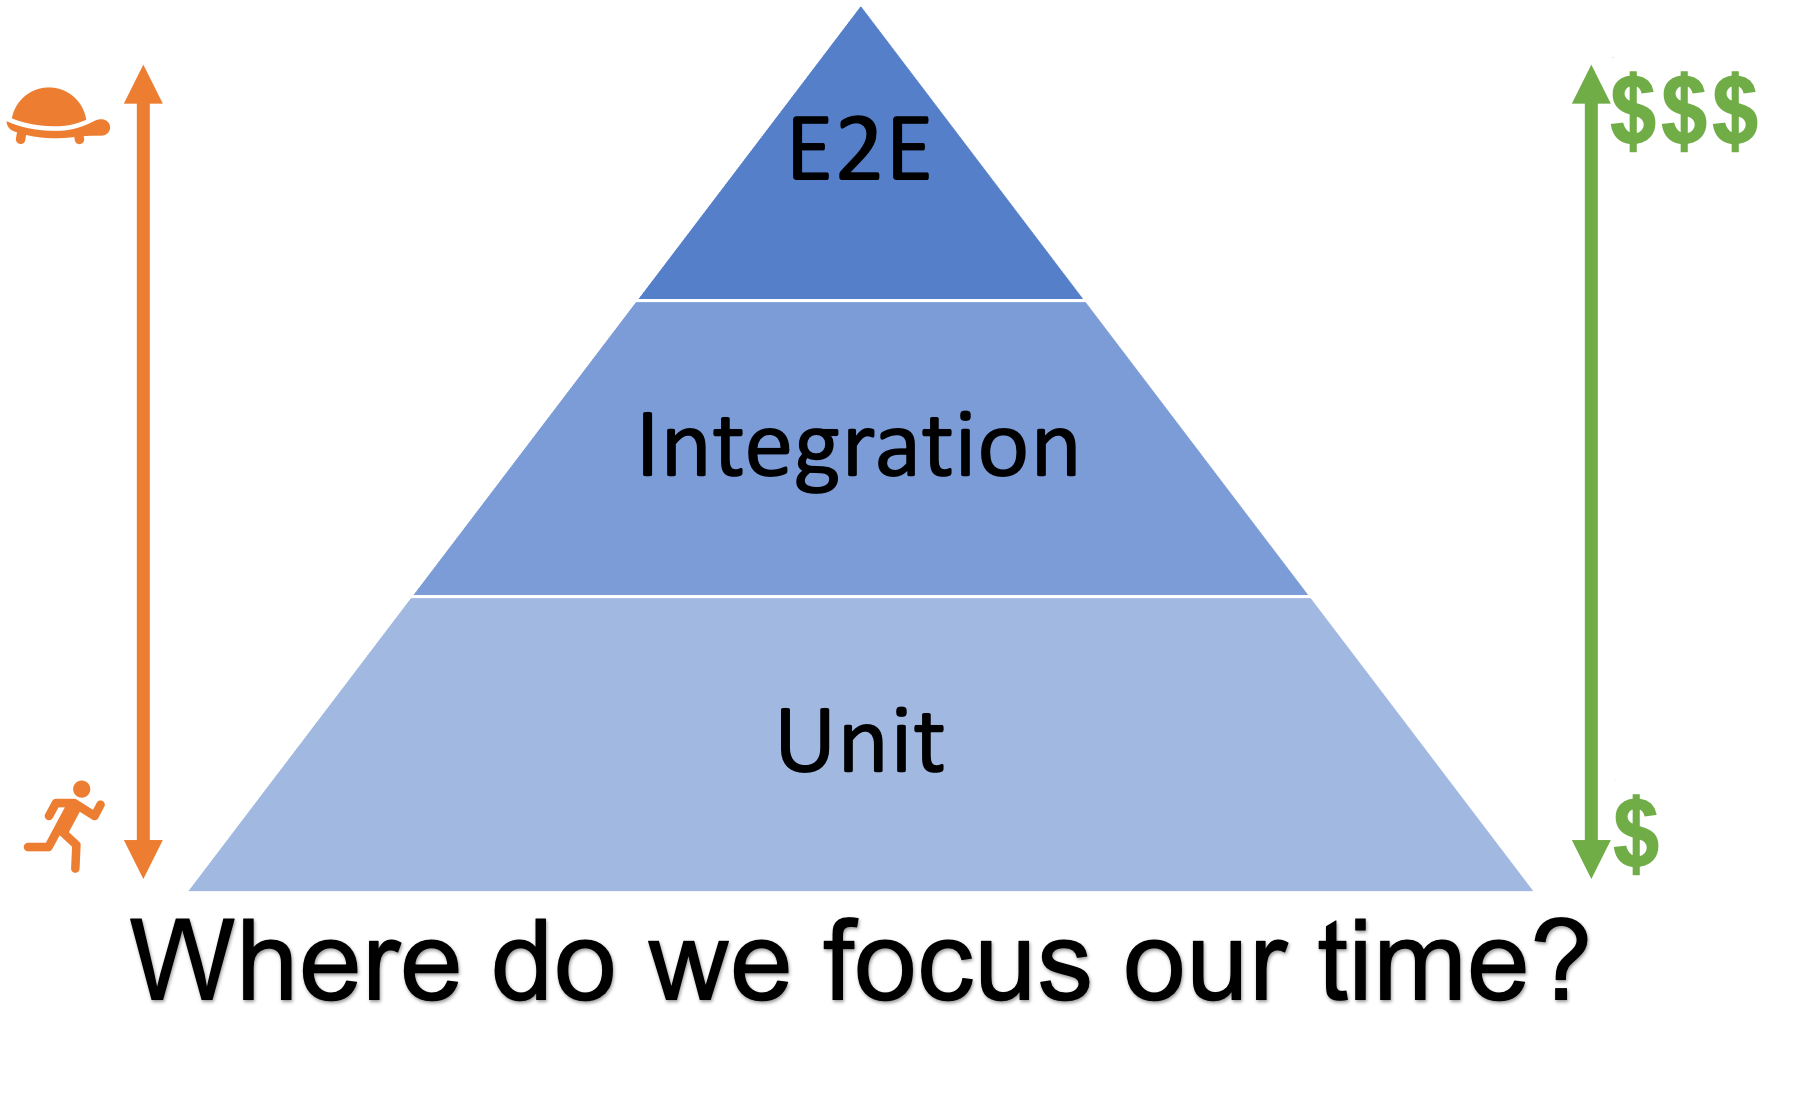 E2E
$$$
Integration
Unit
$
Where do we focus our time?